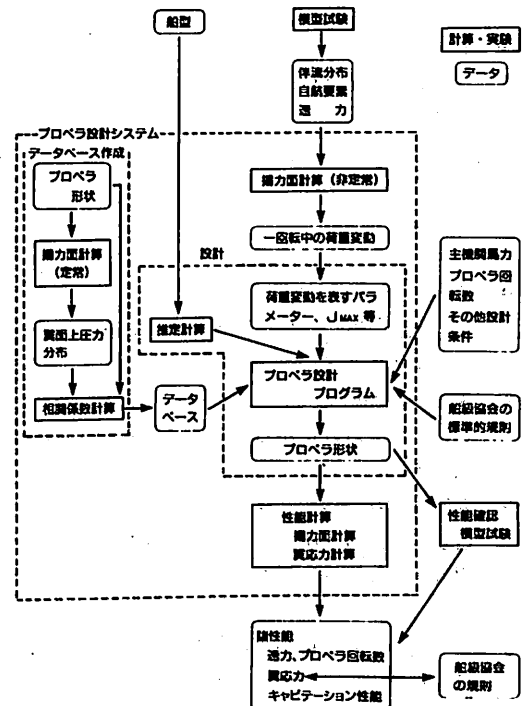 船型
模型試験
計算・実験
データ
伴流分布
自航要素
速力
プロペラ設計システム
データベース作成
プロペラ
形状
揚力面計算(定常)
翼面上圧力
分布
相関係数計算
データ
ベース
揚力面計算(非定常)
一回転中の荷重変動
設計
荷重変動を表すパラ
メーター、JMAX等
推定計算
プロペラ設計
プログラム
プロペラ形状
性能計算
揚力面計算
翼応力計算
主機関馬力
プロペラ回
転数
その他設計
条件
船級協会の
標準的規則
性能確認
模型試験
諸性能
速力、プロペラ回転数
翼応力
キャビテーション性能
船級協会
の規則